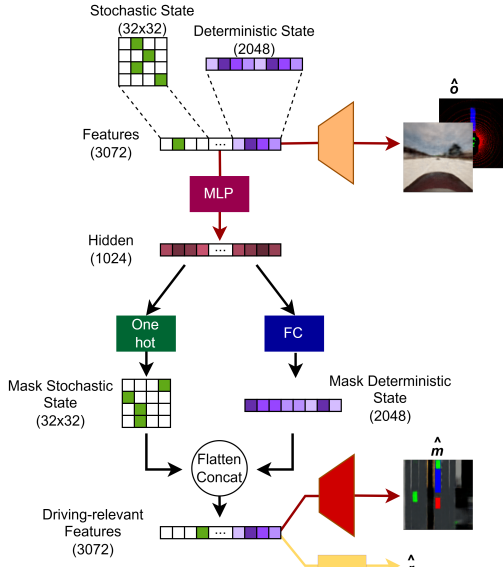 Stochastic State
(32x32)
Deterministic State
(2048)
ô
Features
(3072)
...
MLP
Hidden
(1024)
...
One
hot
FC
Mask Stochastic
State
(32x32)
Mask Deterministic
State
(2048)
Flatten
Concat
m̂
Driving-relevant
Features
(3072)
...